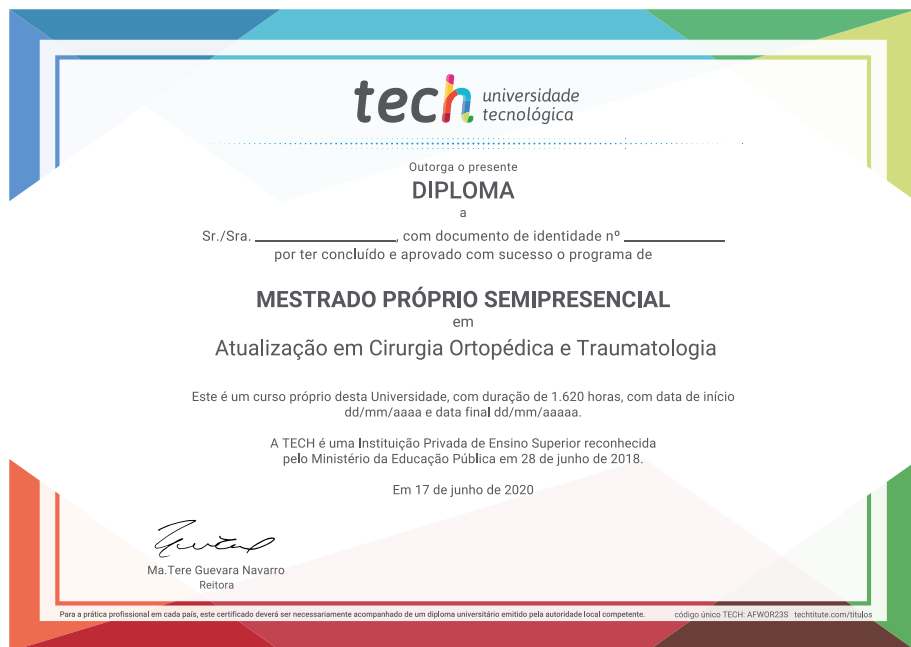 tech universidade
tecnológica
Outorga o presente
DIPLOMA
a
Sr./Sra. ________________, com documento de identidade nº ____________
por ter concluído e aprovado com sucesso o programa de
MESTRADO PRÓPRIO SEMIPRESENCIAL
em
Atualização em Cirurgia Ortopédica e Traumatologia
Este é um curso próprio desta Universidade, com duração de 1.620 horas, com data de início
dd/mm/aaaa e data final dd/mm/aaaaa.
A TECH é uma Instituição Privada de Ensino Superior reconhecida
pelo Ministério da Educação Pública em 28 de junho de 2018.
Em 17 de junho de 2020
Ma.Tere Guevara Navarro
Reitora
Para a prática profissional em cada país, este certificado deverá ser necessariamente acompanhado de um diploma universitário emitido pela autoridade local competente. código único TECH: AFWOR23S techtitute.com/titulos